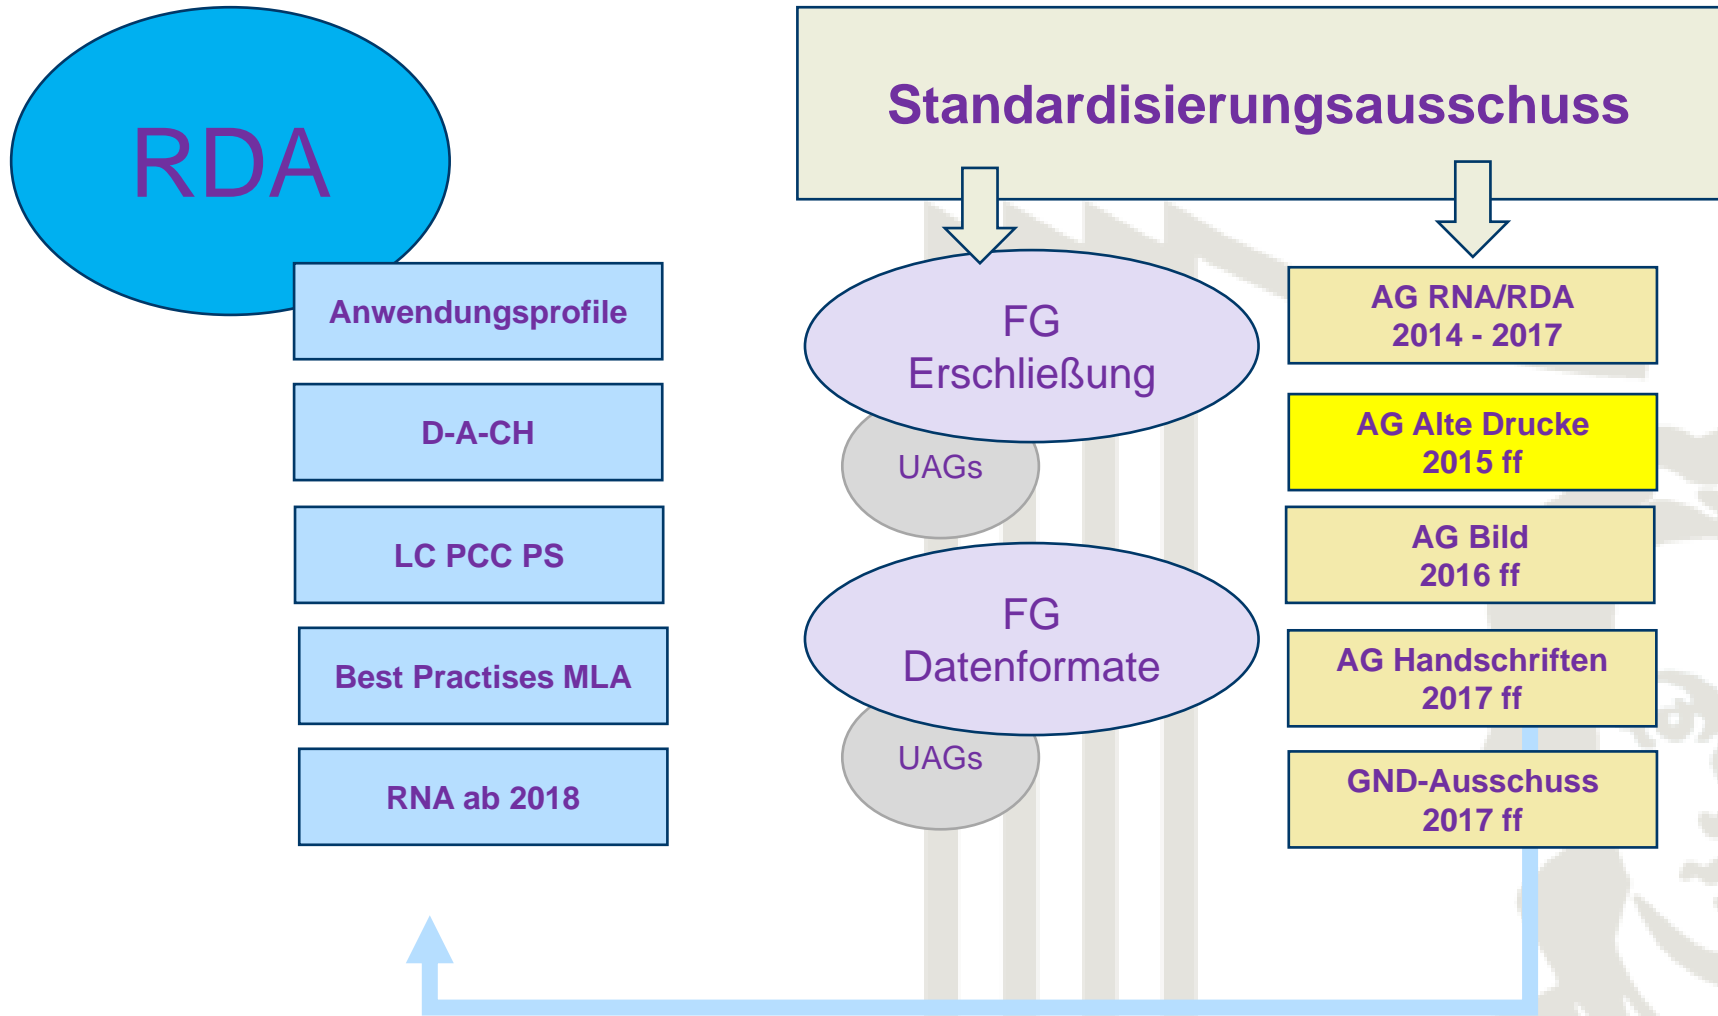 RDA
Anwendungsprofile
D-A-CH
LC PCC PS
Best Practises MLA
RNA ab 2018
Standardisierungsausschuss
FG
Erschließung
UAGs
FG
Datenformate
UAGs
AG RNA/RDA
2014 - 2017
AG Alte Drucke
2015 ff
AG Bild
2016 ff
AG Handschriften
2017 ff
GND-Ausschuss
2017 ff